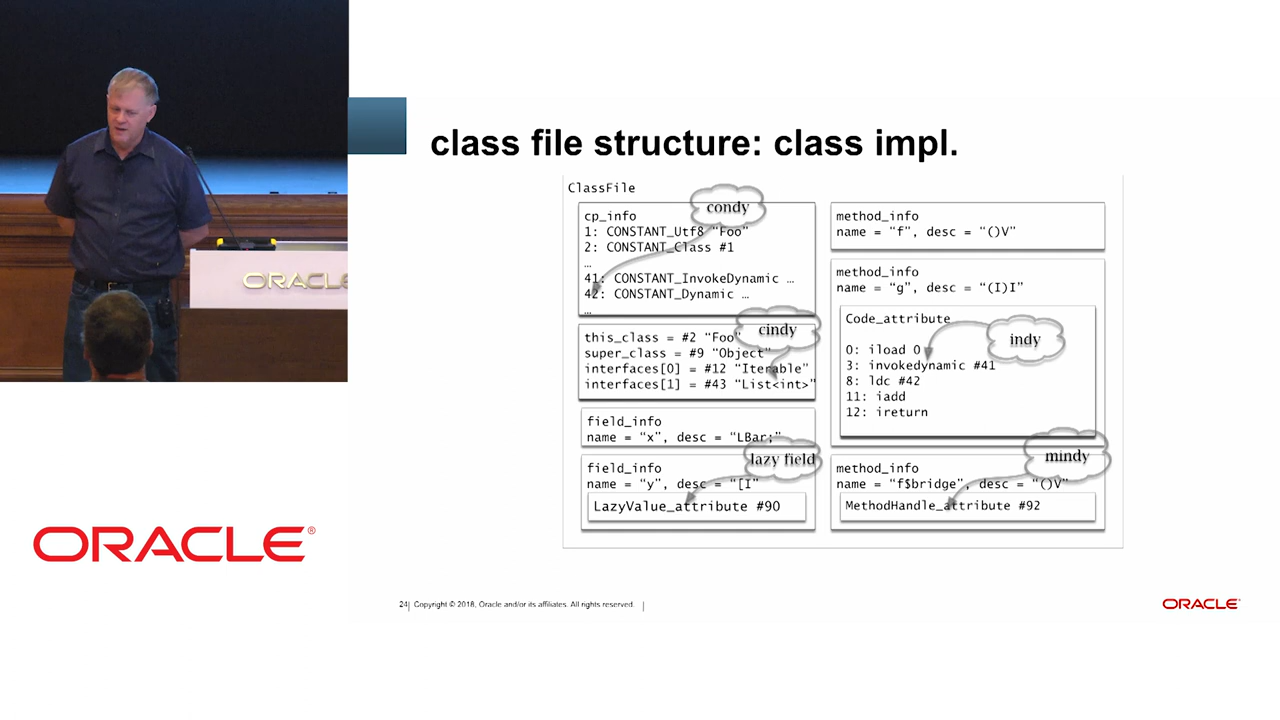 ORACLE
ORACLE®
class file structure: class impl.
ClassFile
condy
cp_info
1: CONSTANT_Utf8 “Foo”
2: CONSTANT_Class #1
…
41: CONSTANT_InvokeDynamic …
42: CONSTANT_Dynamic …
…
cindy
this_class = #2 “Foo”
super_class = #9 “Object”
interfaces[0] = #12 “Iterable”
interfaces[1] = #43 “List<int>”
field_info
name = “x”, desc = “LBar;”
lazy field
field_info
name = “y”, desc = “[I”
LazyValue_attribute #90
method_info
name = “f”, desc = “()V”
method_info
name = “g”, desc = “(I)I”
Code_attribute
indy
0: iload 0
3: invokedynamic #41
8: ldc #42
11: iadd
12: ireturn
mindy
method_info
name = “f$bridge”, desc = “()V”
MethodHandle_attribute #92
24| Copyright © 2018, Oracle and/or its affiliates. All rights reserved. |
ORACLE®